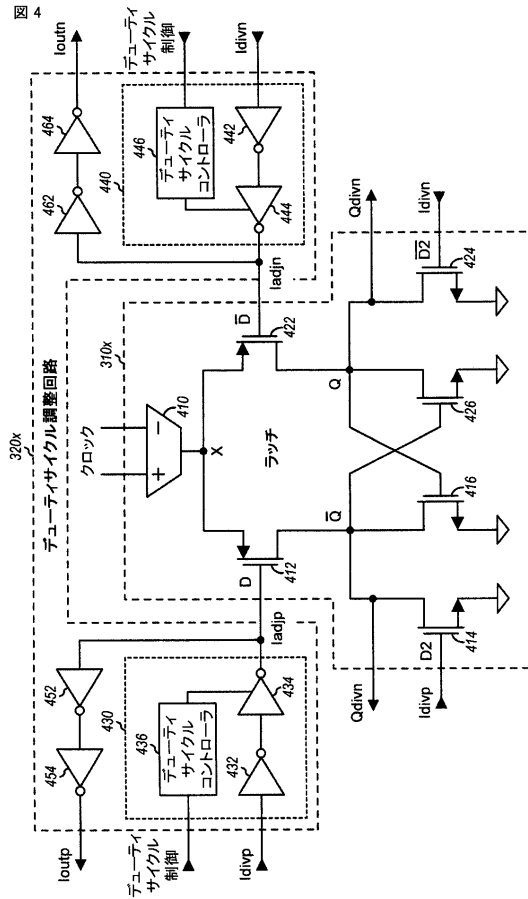 図 4
320x
デューティサイクル調整回路
Ioutp
454
452
Ioutn
464
462
430
436
デューティ
サイクル
コントローラ
432
434
デューティ
サイクル
制御
Idivp
Iadjp
440
446
デューティ
サイクル
コントローラ
442
444
デューティ
サイクル
制御
Idivn
Iadjn
310x
クロック
+
−
410
X
D
412
ラッチ
D̅
422
Q̅
Q
Qdivn
Qdivp
Idivp
D2
414
416
426
D̅2̅
424
Idivn